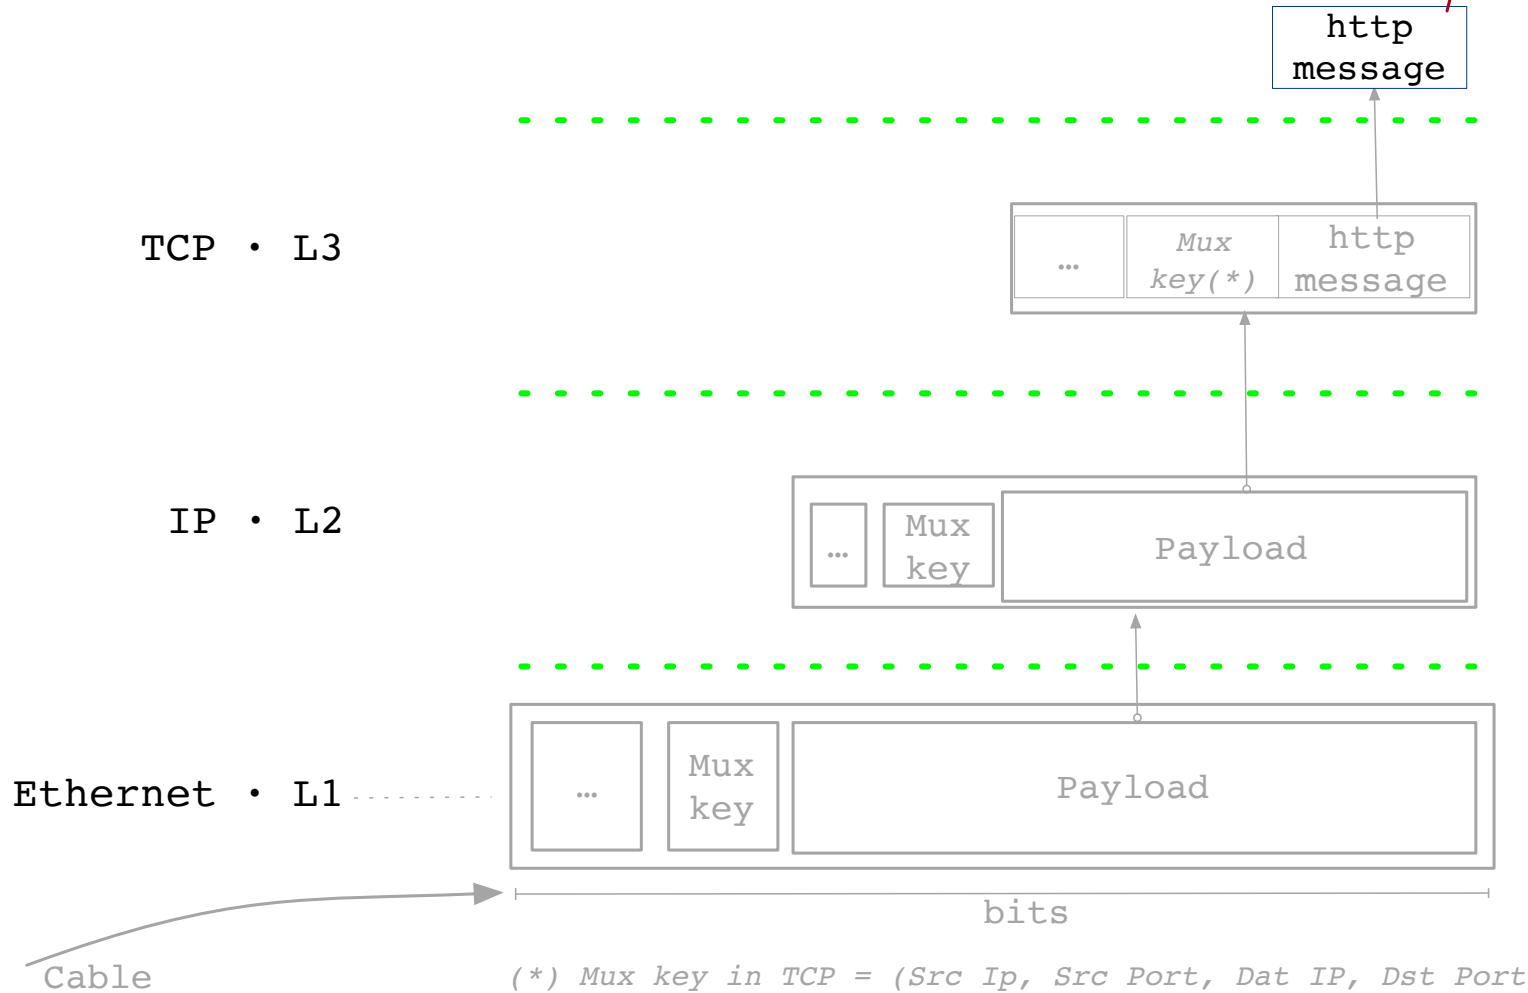 http
message
TCP · L3
…
Mux
key(*)
http
message
IP · L2
…
Mux
key
Payload
Ethernet · L1
…
Mux
key
Payload
bits
Cable
(*) Mux key in TCP = (Src Ip, Src Port, Dat IP, Dst Port